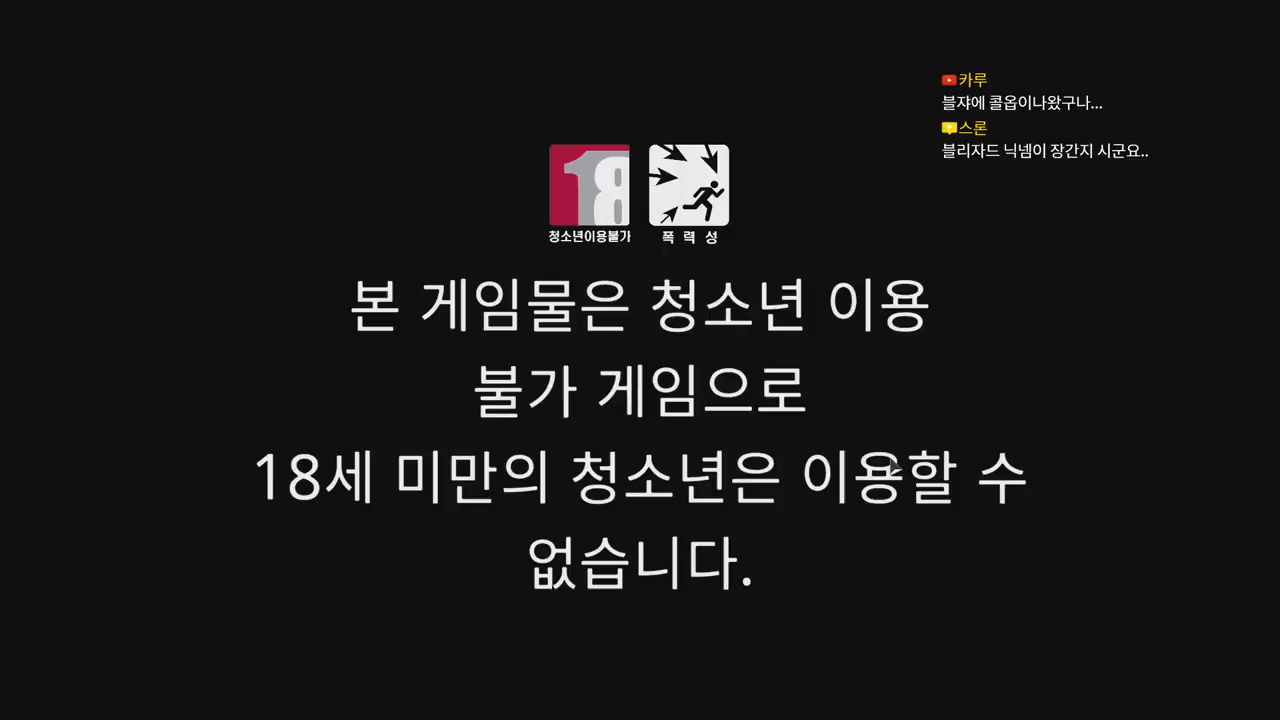 카루
블쟈에 콜옵이나왔구나...
스론
블리자드 닉넴이 장간지 시군요..
18
청소년이용불가
폭력성
본 게임물은 청소년 이용
불가 게임으로
18세 미만의 청소년은 이용할 수
없습니다.